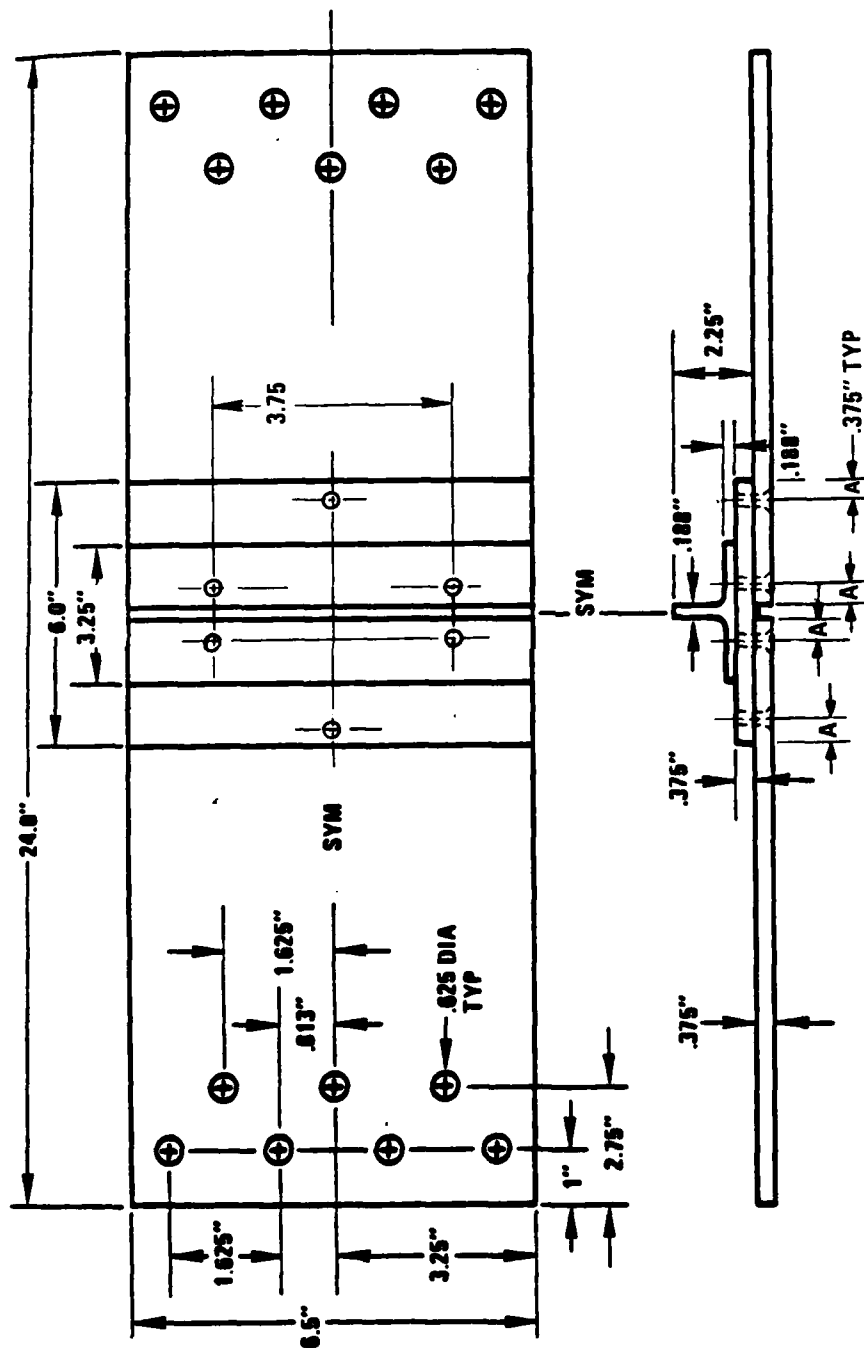 24.0"
6.0"
3.25"
3.75
SYM
SYM
1.625"
.813"
.625 DIA
TYP
1.625"
3.25"
6.5"
1"
2.75"
2.25"
.188"
.188"
.375" TYP
A
A
A
A
.375"
.375"